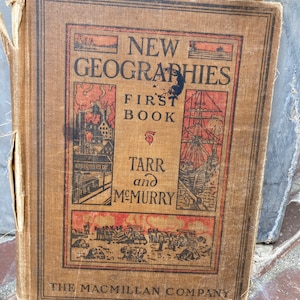 NEW
GEOGRAPHIES
FIRST
BOOK
TARR
and
McMURRY
THE MACMILLAN COMPANY